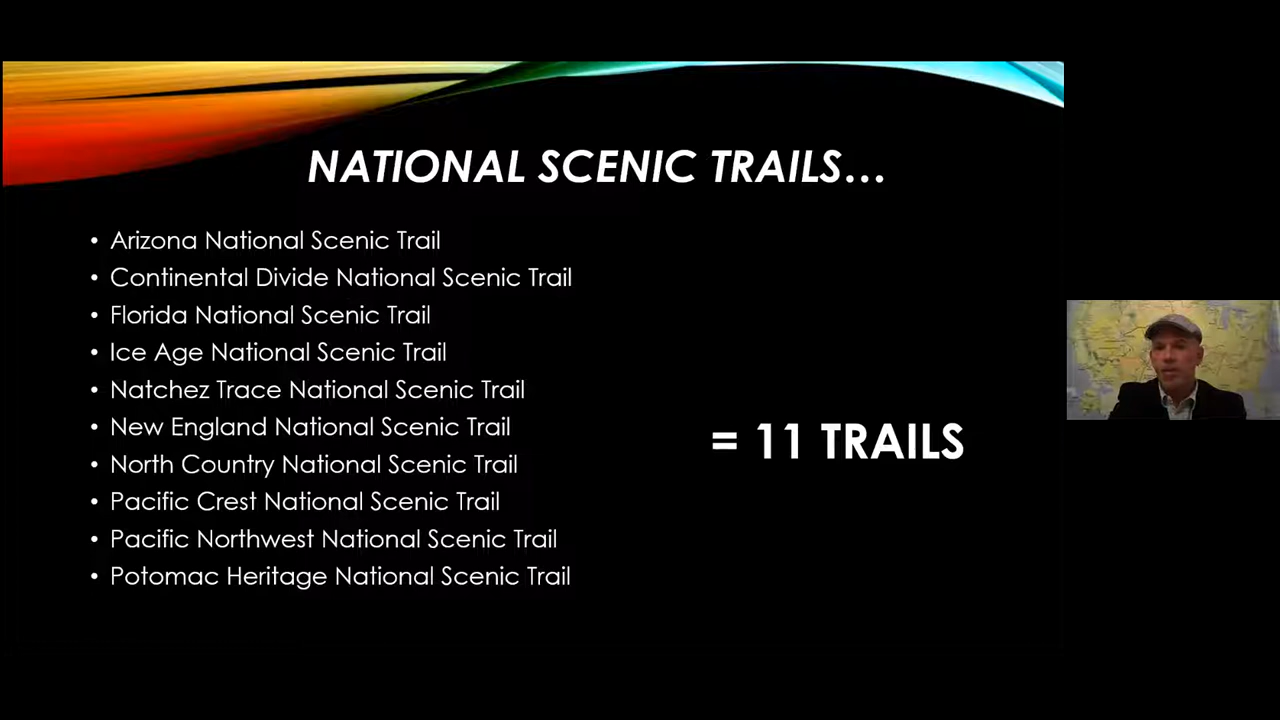 NATIONAL SCENIC TRAILS…
• Arizona National Scenic Trail
• Continental Divide National Scenic Trail
• Florida National Scenic Trail
• Ice Age National Scenic Trail
• Natchez Trace National Scenic Trail
• New England National Scenic Trail
• North Country National Scenic Trail
• Pacific Crest National Scenic Trail
• Pacific Northwest National Scenic Trail
• Potomac Heritage National Scenic Trail
= 11 TRAILS